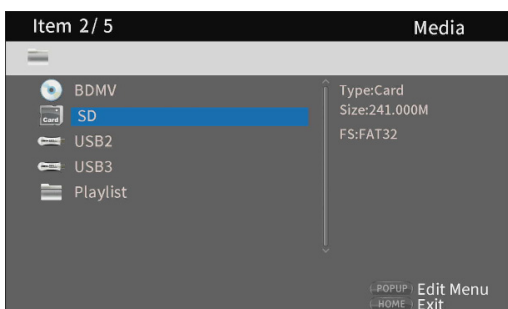 Item 2/ 5
Media
BDMV
Card
SD
USB2
USB3
Playlist
Type:Card
Size:241.000M
FS:FAT32
POPUP Edit Menu
HOME Exit